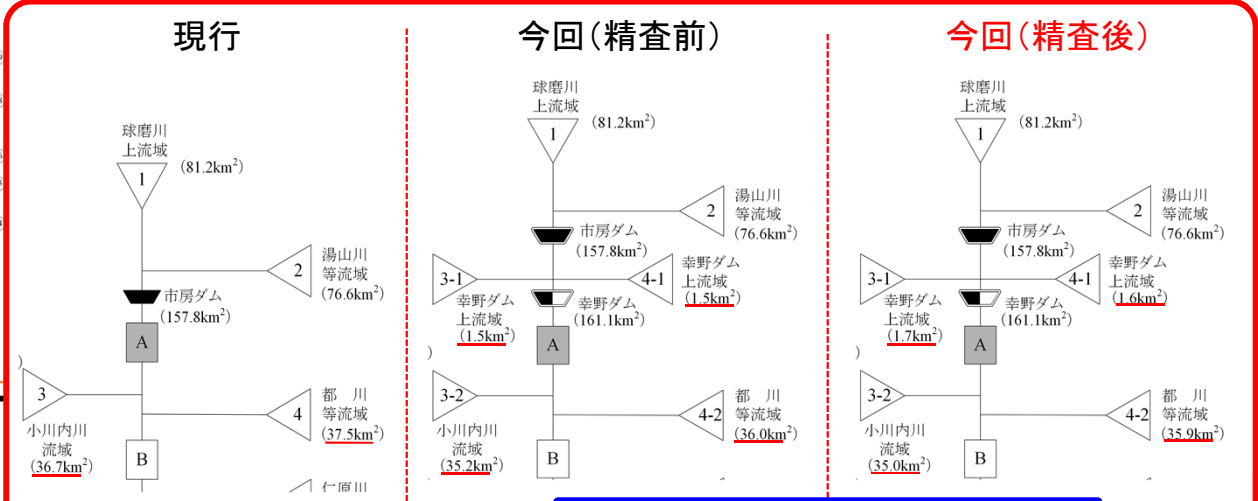 現行
球磨川
上流域
(81.2km²)
1
2
湯山川
等流域
(76.6km²)
市房ダム
(157.8km²)
A
)
3
小川内川
流域
(36.7km²)
4
都　川
等流域
(37.5km²)
B
今回（精査前）
球磨川
上流域
(81.2km²)
1
2
湯山川
等流域
(76.6km²)
市房ダム
(157.8km²)
3-1
幸野ダム
上流域
(1.5km²)
4-1
幸野ダム
上流域
(1.5km²)
幸野ダム
(161.1km²)
A
)
3-2
小川内川
流域
(35.2km²)
4-2
都　川
等流域
(36.0km²)
B
今回（精査後）
球磨川
上流域
(81.2km²)
1
2
湯山川
等流域
(76.6km²)
市房ダム
(157.8km²)
3-1
幸野ダム
上流域
(1.7km²)
4-1
幸野ダム
上流域
(1.6km²)
幸野ダム
(161.1km²)
A
)
3-2
小川内川
流域
(35.0km²)
4-2
都　川
等流域
(35.9km²)
B